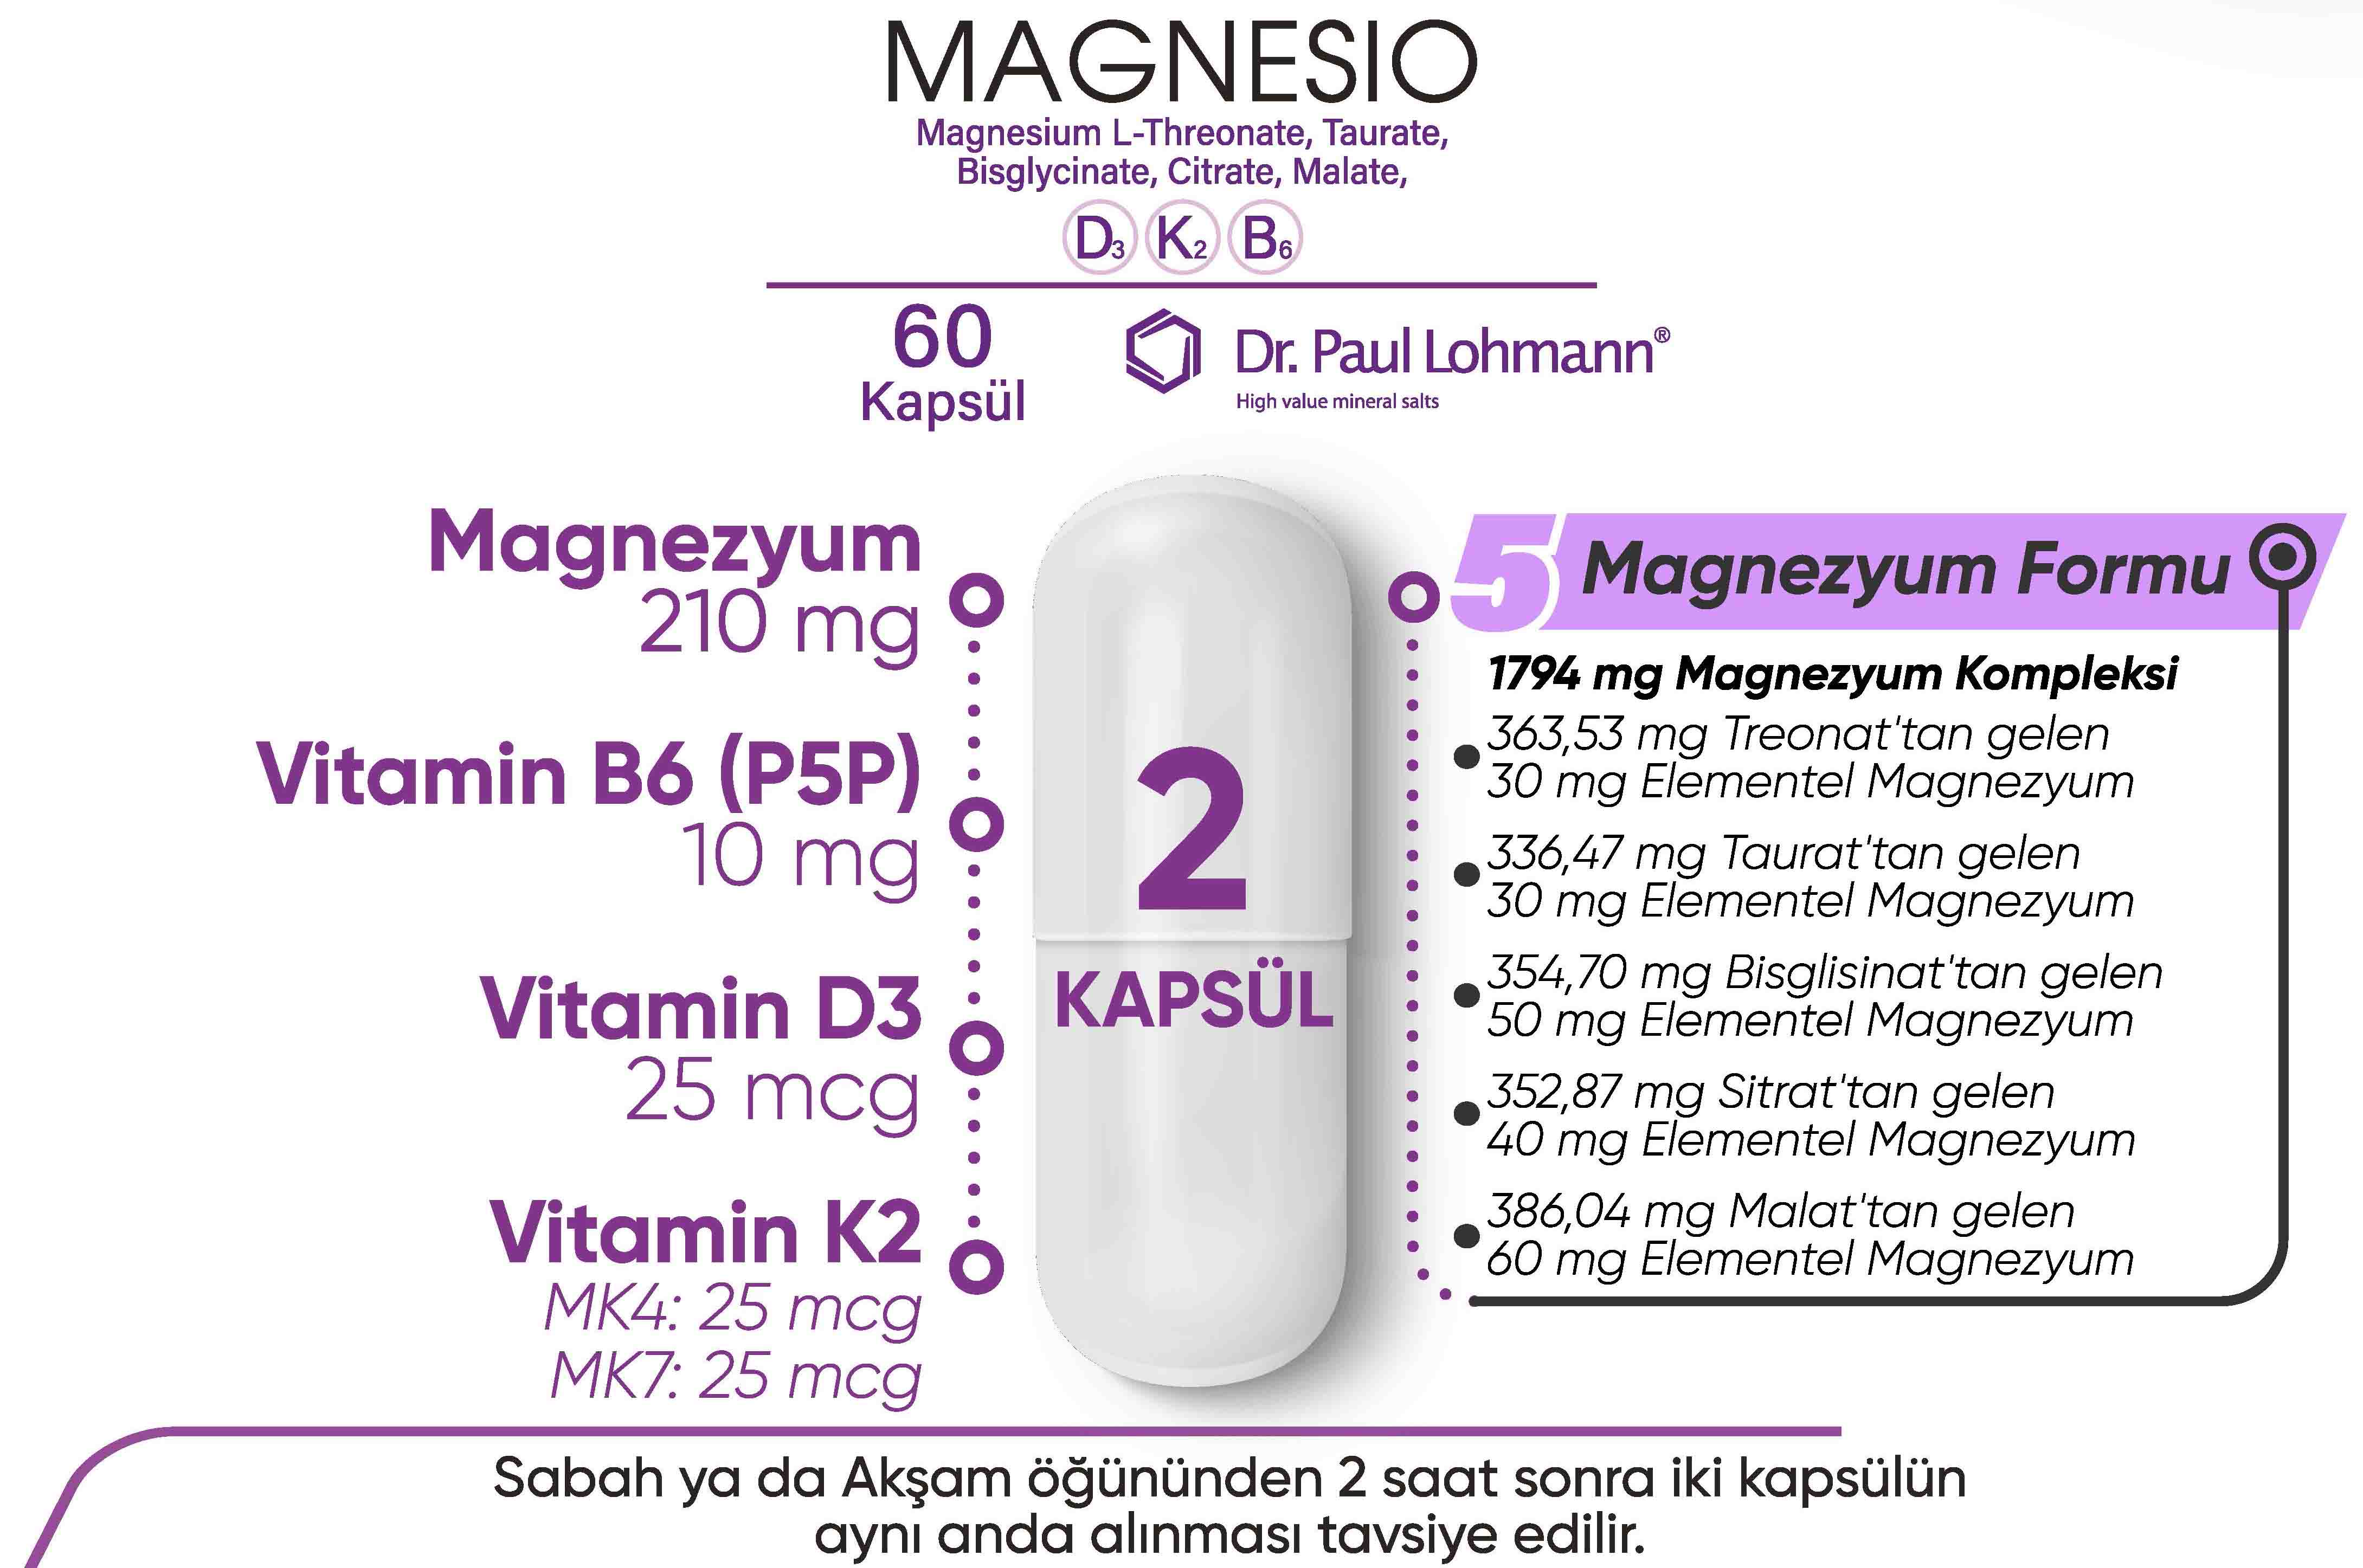 MAGNESIO
Magnesium L-Threonate, Taurate,
Bisglycinate, Citrate, Malate,
D3 K2 B6
60
Kapsül
Dr. Paul Lohmann®
High value mineral salts
Magnezyum
210 mg
Vitamin B6 (P5P)
10 mg
Vitamin D3
25 mcg
Vitamin K2
MK4: 25 mcg
MK7: 25 mcg
2
KAPSÜL
5 Magnezyum Formu
1794 mg Magnezyum Kompleksi
363,53 mg Treonat'tan gelen
30 mg Elementel Magnezyum
336,47 mg Taurat'tan gelen
30 mg Elementel Magnezyum
354,70 mg Bisglisinat'tan gelen
50 mg Elementel Magnezyum
352,87 mg Sitrat'tan gelen
40 mg Elementel Magnezyum
386,04 mg Malat'tan gelen
60 mg Elementel Magnezyum
Sabah ya da Akşam öğününden 2 saat sonra iki kapsülün
aynı anda alınması tavsiye edilir.